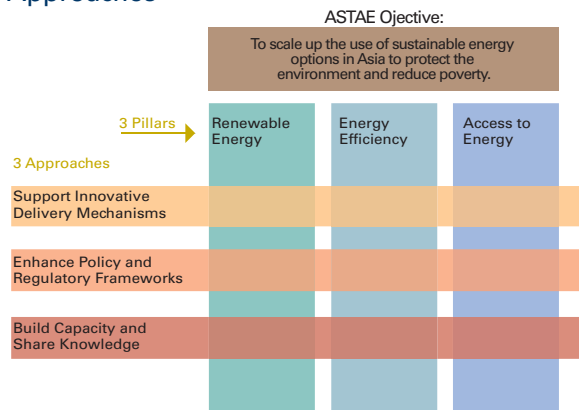 Approaches
ASTAE Ojective:
To scale up the use of sustainable energy
options in Asia to protect the
environment and reduce poverty.
3 Pillars
Renewable
Energy
Energy
Efficiency
Access to
Energy
3 Approaches
Support Innovative
Delivery Mechanisms
Enhance Policy and
Regulatory Frameworks
Build Capacity and
Share Knowledge